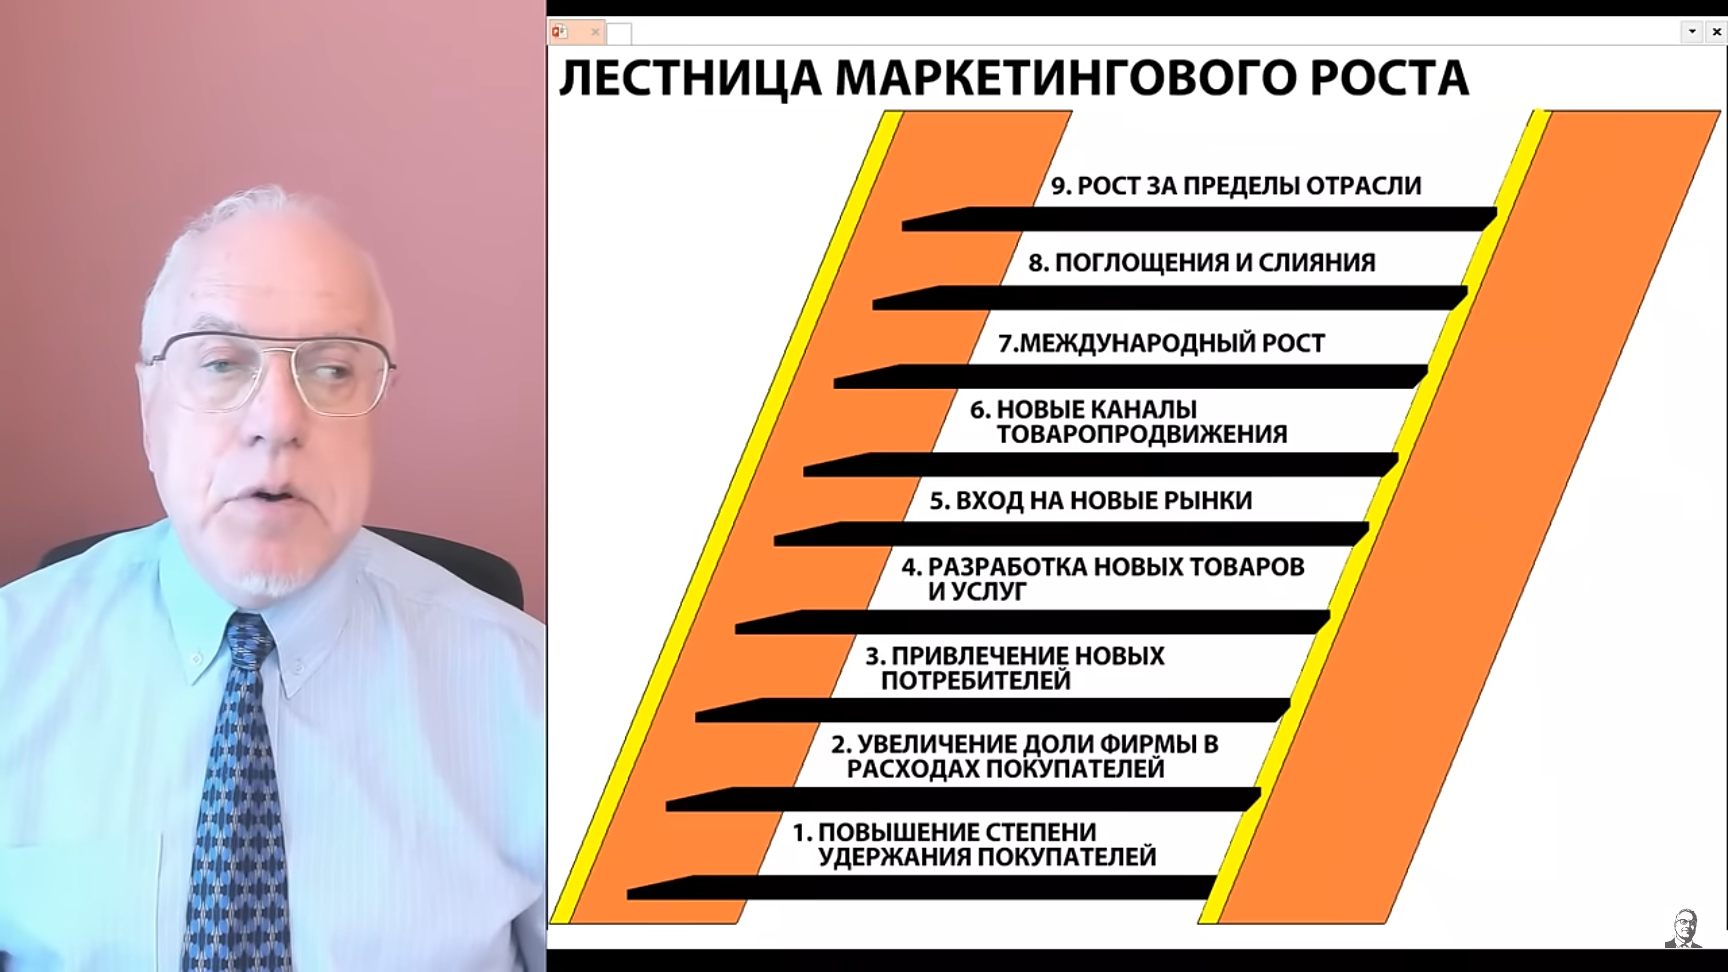 ЛЕСТНИЦА МАРКЕТИНГОВОГО РОСТА
9. РОСТ ЗА ПРЕДЕЛЫ ОТРАСЛИ
8. ПОГЛОЩЕНИЯ И СЛИЯНИЯ
7.МЕЖДУНАРОДНЫЙ РОСТ
6. НОВЫЕ КАНАЛЫ
ТОВАРОПРОДВИЖЕНИЯ
5. ВХОД НА НОВЫЕ РЫНКИ
4. РАЗРАБОТКА НОВЫХ ТОВАРОВ
И УСЛУГ
3. ПРИВЛЕЧЕНИЕ НОВЫХ
ПОТРЕБИТЕЛЕЙ
2. УВЕЛИЧЕНИЕ ДОЛИ ФИРМЫ В
РАСХОДАХ ПОКУПАТЕЛЕЙ
1. ПОВЫШЕНИЕ СТЕПЕНИ
УДЕРЖАНИЯ ПОКУПАТЕЛЕЙ